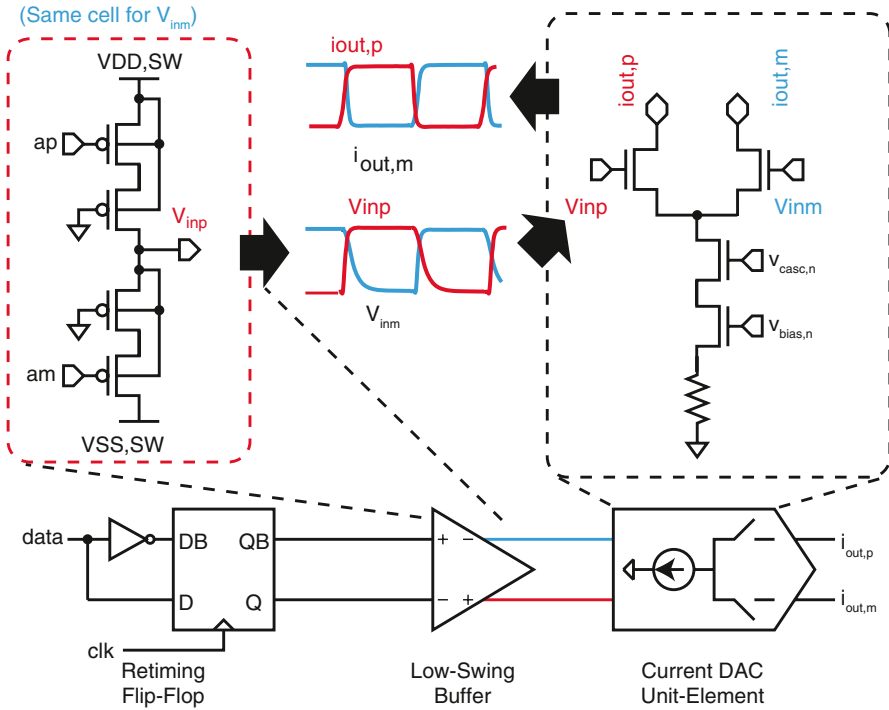 (Same cell for Vinm)
VDD,SW
ap
Vinp
am
VSS,SW
iout,p
iout,m
Vinp
Vinm
iout,p
iout,m
Vinp
Vinm
vcasc,n
vbias,n
data
DB
QB
D
Q
clk
+
−
−
+
iout,p
iout,m
Retiming
Flip-Flop
Low-Swing
Buffer
Current DAC
Unit-Element